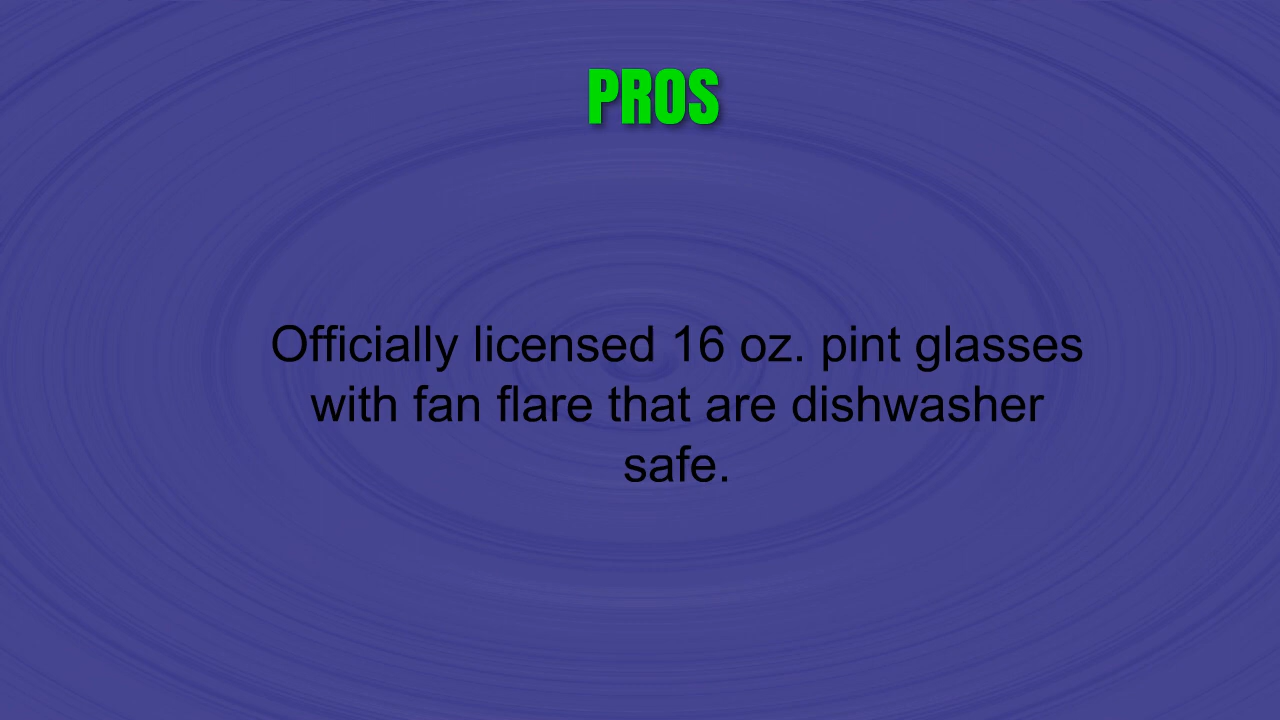 PROS
Officially licensed 16 oz. pint glasses
with fan flare that are dishwasher
safe.